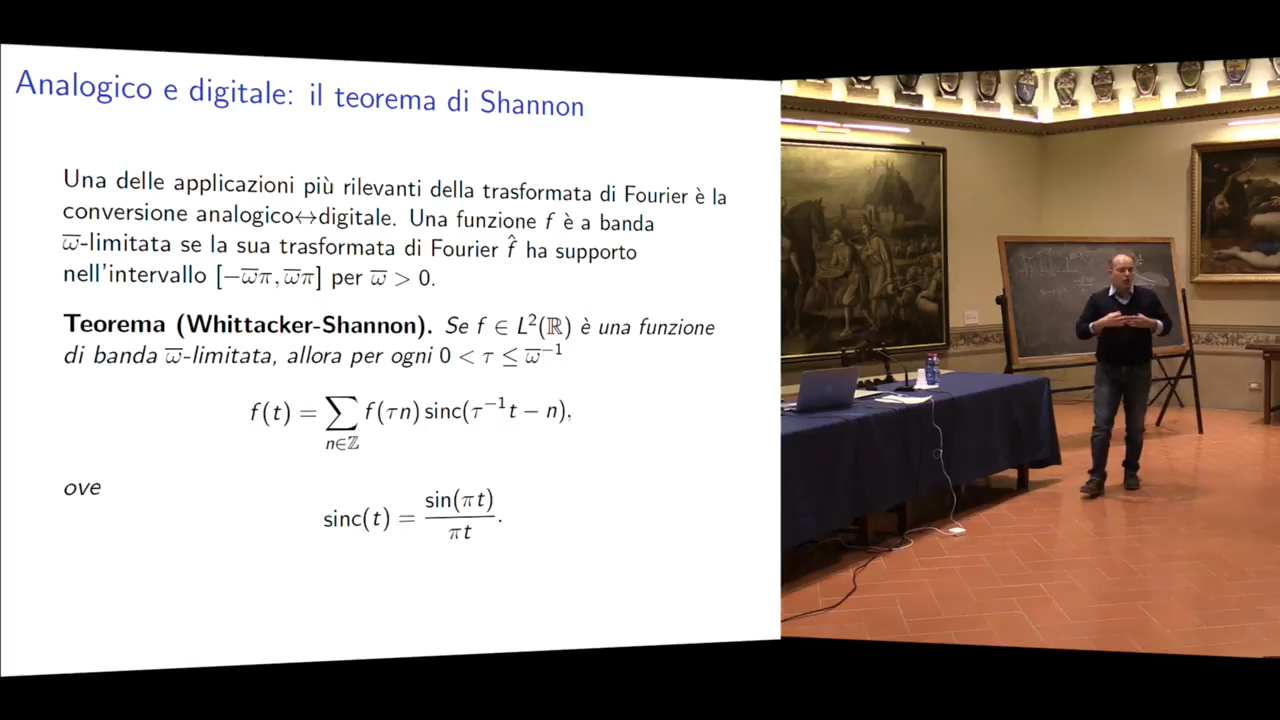 Analogico e digitale: il teorema di Shannon
Una delle applicazioni più rilevanti della trasformata di Fourier è la
conversione analogico↔digitale. Una funzione f è a banda
ω̅-limitata se la sua trasformata di Fourier f̂ ha supporto
nell'intervallo [−ω̅π, ω̅π] per ω̅ > 0.
Teorema (Whittacker-Shannon). Se f ∈ L²(ℝ) è una funzione
di banda ω̅-limitata, allora per ogni 0 < τ ≤ ω̅⁻¹
f(t) = ∑ f(τn) sinc(τ⁻¹t − n),
n∈ℤ
ove
sinc(t) = sin(πt) / πt .